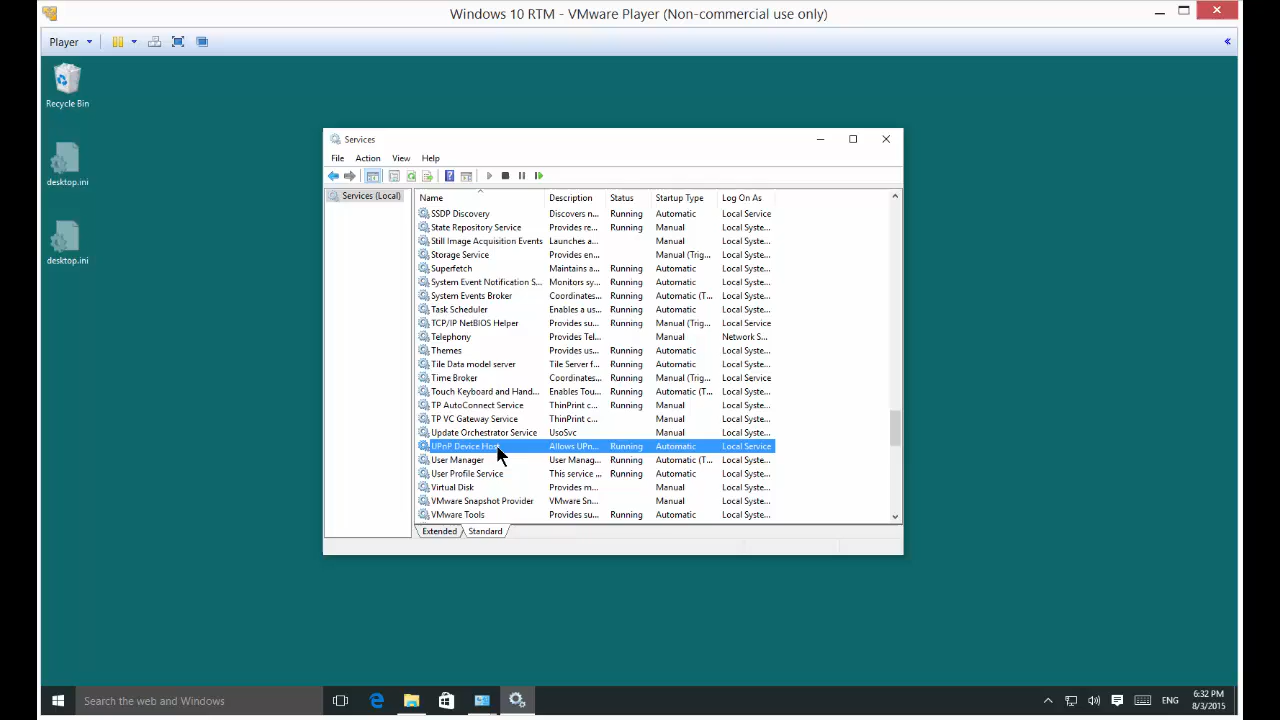 Windows 10 RTM - VMware Player (Non-commercial use only)
Player
Recycle Bin
desktop.ini
desktop.ini
Services
File Action View Help
Services (Local)
Name Description Status Startup Type Log On As
SSDP Discovery Discovers n... Running Automatic Local Service
State Repository Service Provides re... Running Manual Local Syste...
Still Image Acquisition Events Launches a... Manual Local Syste...
Storage Service Provides en... Manual (Trig... Local Syste...
Superfetch Maintains a... Running Automatic Local Syste...
System Event Notification S... Monitors sy... Running Automatic Local Syste...
System Events Broker Coordinates... Running Automatic (T... Local Syste...
Task Scheduler Enables a us... Running Automatic Local Syste...
TCP/IP NetBIOS Helper Provides su... Running Manual (Trig... Local Service
Telephony Provides Tel... Manual Network S...
Themes Provides us... Running Automatic Local Syste...
Tile Data model server Tile Server f... Running Automatic Local Syste...
Time Broker Coordinates... Running Manual (Trig... Local Service
Touch Keyboard and Hand... Enables Tou... Running Automatic (T... Local Syste...
TP AutoConnect Service ThinPrint c... Running Manual Local Syste...
TP VC Gateway Service ThinPrint c... Manual Local Syste...
Update Orchestrator Service UsoSvc Manual Local Syste...
UPnP Device Host Allows UPn... Running Automatic Local Service
User Manager User Manag... Running Automatic (T... Local Syste...
User Profile Service This service ... Running Automatic Local Syste...
Virtual Disk Provides m... Manual Local Syste...
VMware Snapshot Provider VMware Sn... Manual Local Syste...
VMware Tools Provides su... Running Automatic Local Syste...
Extended Standard
Search the web and Windows
ENG
6:32 PM
8/3/2015